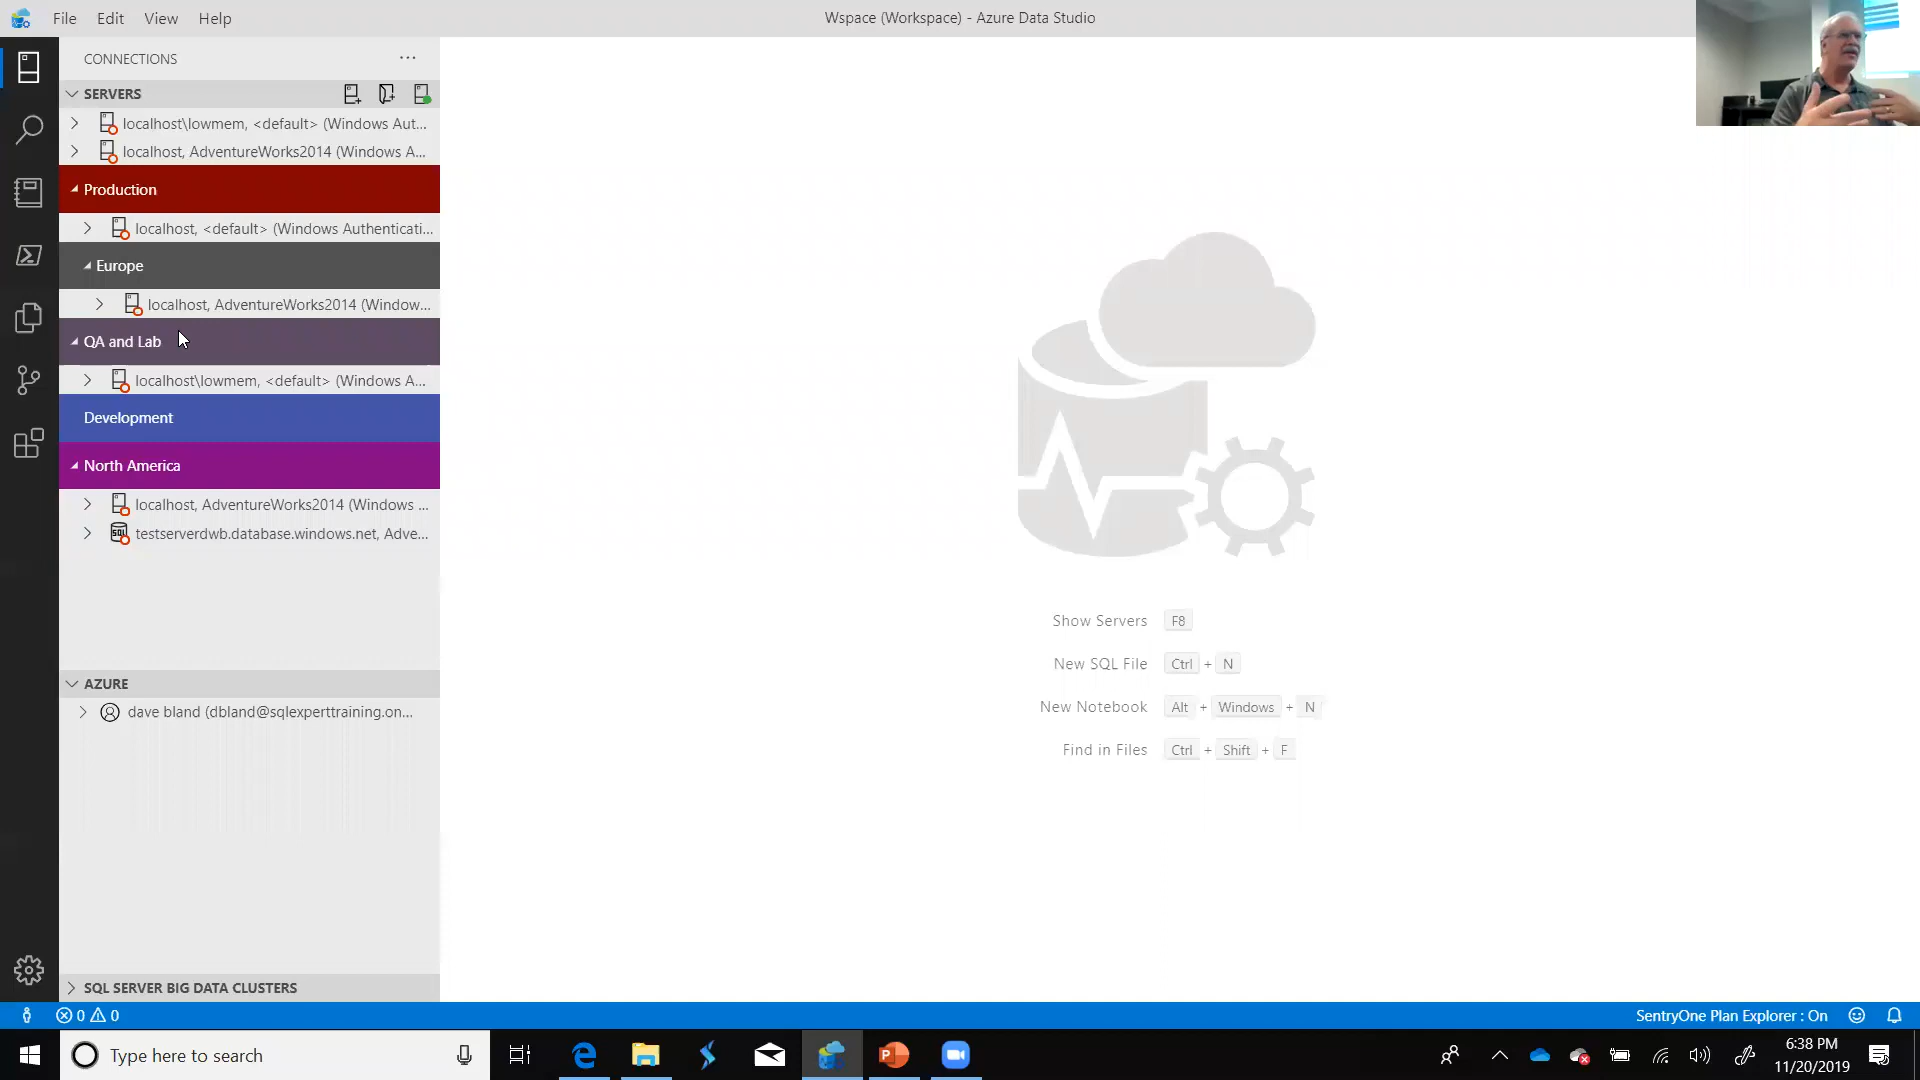 File Edit View Help
Wspace (Workspace) - Azure Data Studio
CONNECTIONS
SERVERS
localhost\lowmem, <default> (Windows Aut...
localhost, AdventureWorks2014 (Windows A...
Production
localhost, <default> (Windows Authenticati...
Europe
localhost, AdventureWorks2014 (Window...
QA and Lab
localhost\lowmem, <default> (Windows A...
Development
North America
localhost, AdventureWorks2014 (Windows ...
SQL testserverdwb.database.windows.net, Adve...
AZURE
dave bland (dbland@sqlexperttraining.on...
SQL SERVER BIG DATA CLUSTERS
Show Servers F8
New SQL File Ctrl + N
New Notebook Alt + Windows + N
Find in Files Ctrl + Shift + F
0 0
SentryOne Plan Explorer : On
Type here to search
6:38 PM
11/20/2019